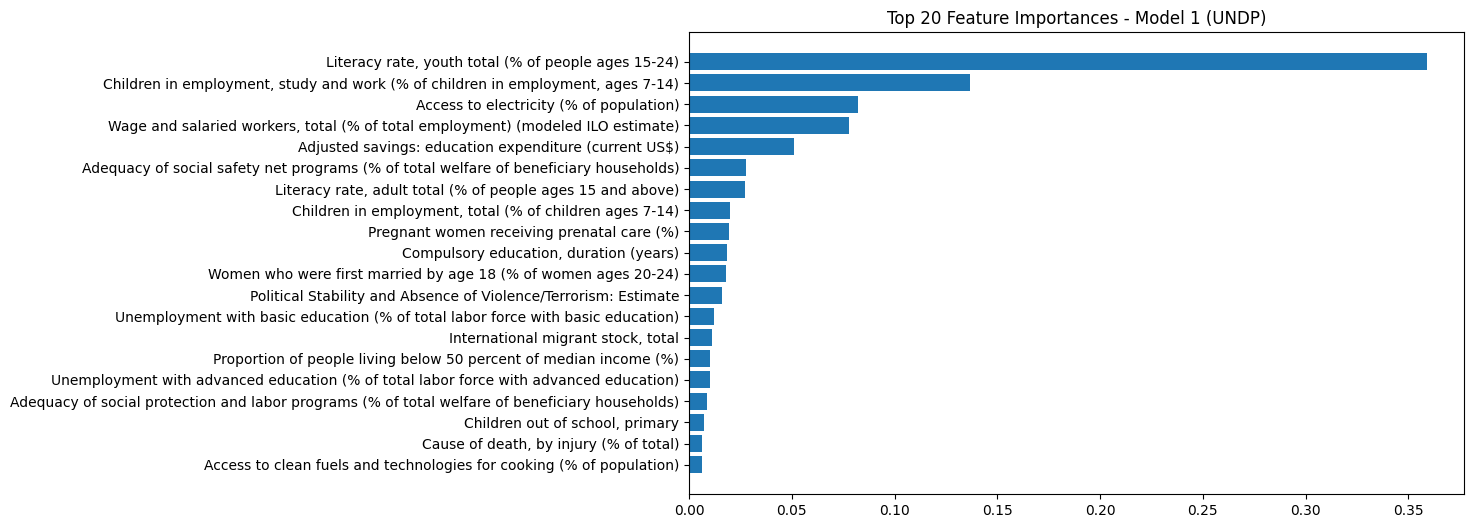 Top 20 Feature Importances - Model 1 (UNDP)
Literacy rate, youth total (% of people ages 15-24)
Children in employment, study and work (% of children in employment, ages 7-14)
Access to electricity (% of population)
Wage and salaried workers, total (% of total employment) (modeled ILO estimate)
Adjusted savings: education expenditure (current US$)
Adequacy of social safety net programs (% of total welfare of beneficiary households)
Literacy rate, adult total (% of people ages 15 and above)
Children in employment, total (% of children ages 7-14)
Pregnant women receiving prenatal care (%)
Compulsory education, duration (years)
Women who were first married by age 18 (% of women ages 20-24)
Political Stability and Absence of Violence/Terrorism: Estimate
Unemployment with basic education (% of total labor force with basic education)
International migrant stock, total
Proportion of people living below 50 percent of median income (%)
Unemployment with advanced education (% of total labor force with advanced education)
Adequacy of social protection and labor programs (% of total welfare of beneficiary households)
Children out of school, primary
Cause of death, by injury (% of total)
Access to clean fuels and technologies for cooking (% of population)
0.00 0.05 0.10 0.15 0.20 0.25 0.30 0.35